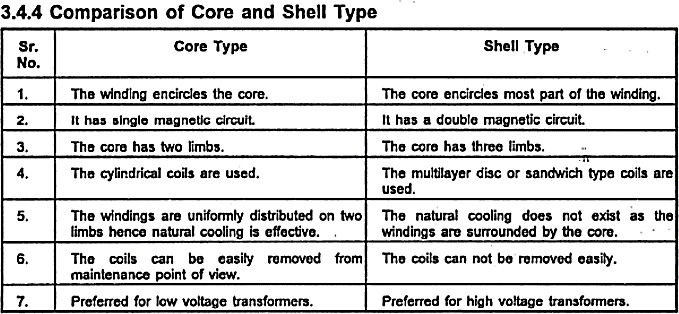 3.4.4 Comparison of Core and Shell Type
Sr. No. Core Type Shell Type
1. The winding encircles the core. The core encircles most part of the winding.
2. It has single magnetic circuit. It has a double magnetic circuit.
3. The core has two limbs. The core has three limbs.
4. The cylindrical coils are used. The multilayer disc or sandwich type coils are
used.
5. The windings are uniformly distributed on two
limbs hence natural cooling is effective.
The natural cooling does not exist as the
windings are surrounded by the core.
6. The coils can be easily removed from
maintenance point of view.
The coils can not be removed easily.
7. Preferred for low voltage transformers. Preferred for high voltage transformers.